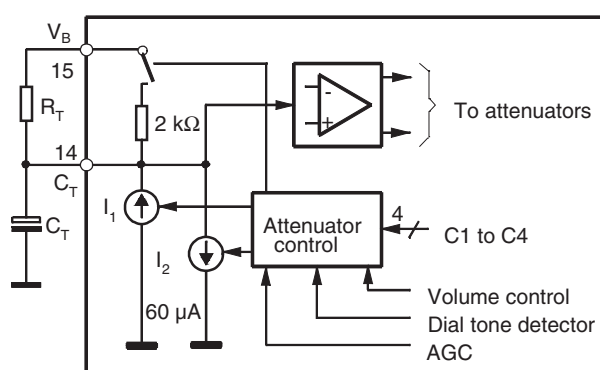 V_B
15
R_T
2 kΩ
-
+
To attenuators
14
C_T
I_1
C_T
I_2
60 µA
Attenuator
control
4
C1 to C4
Volume control
Dial tone detector
AGC